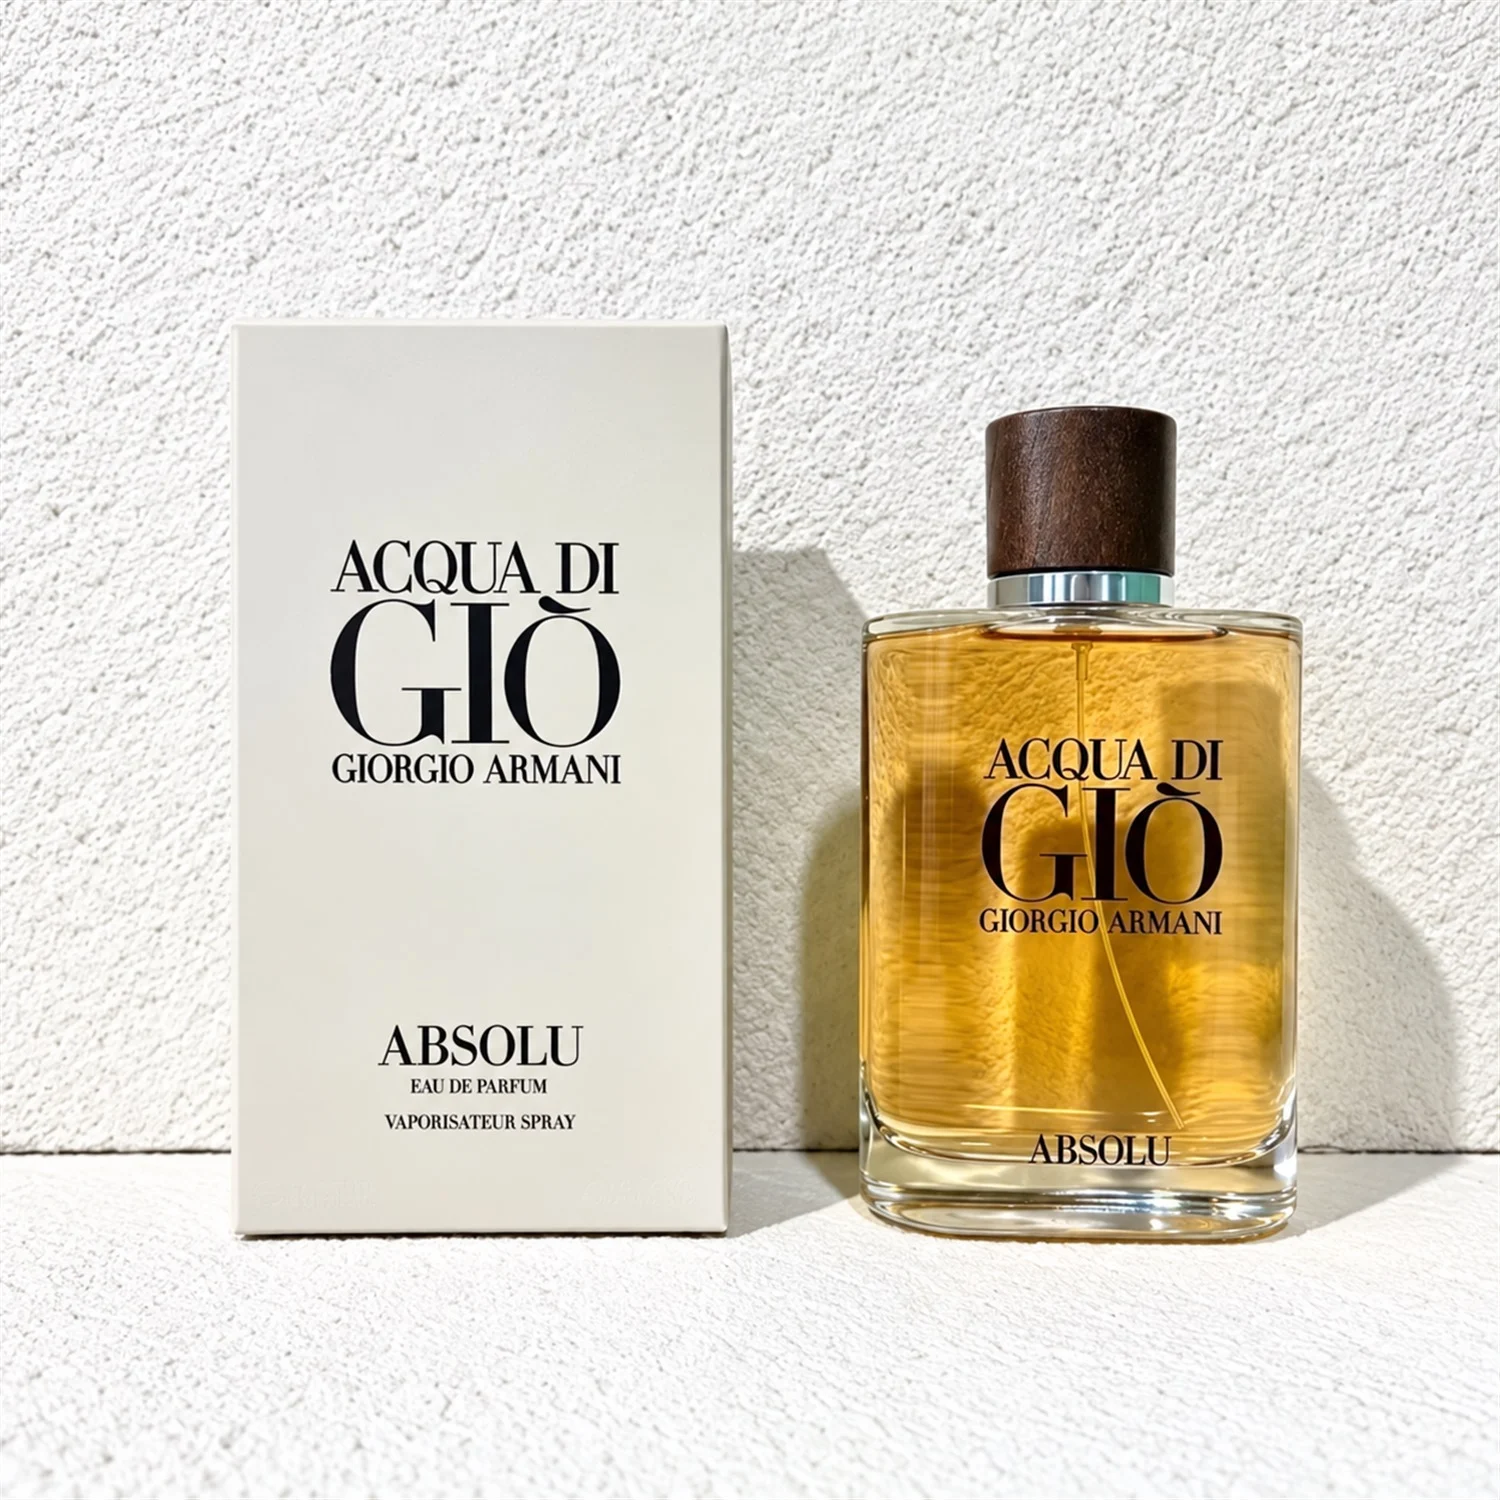 ACQUA DI
GIÒ
GIORGIO ARMANI
ABSOLU
EAU DE PARFUM
VAPORISATEUR SPRAY
ACQUA DI
GIÒ
GIORGIO ARMANI
ABSOLU